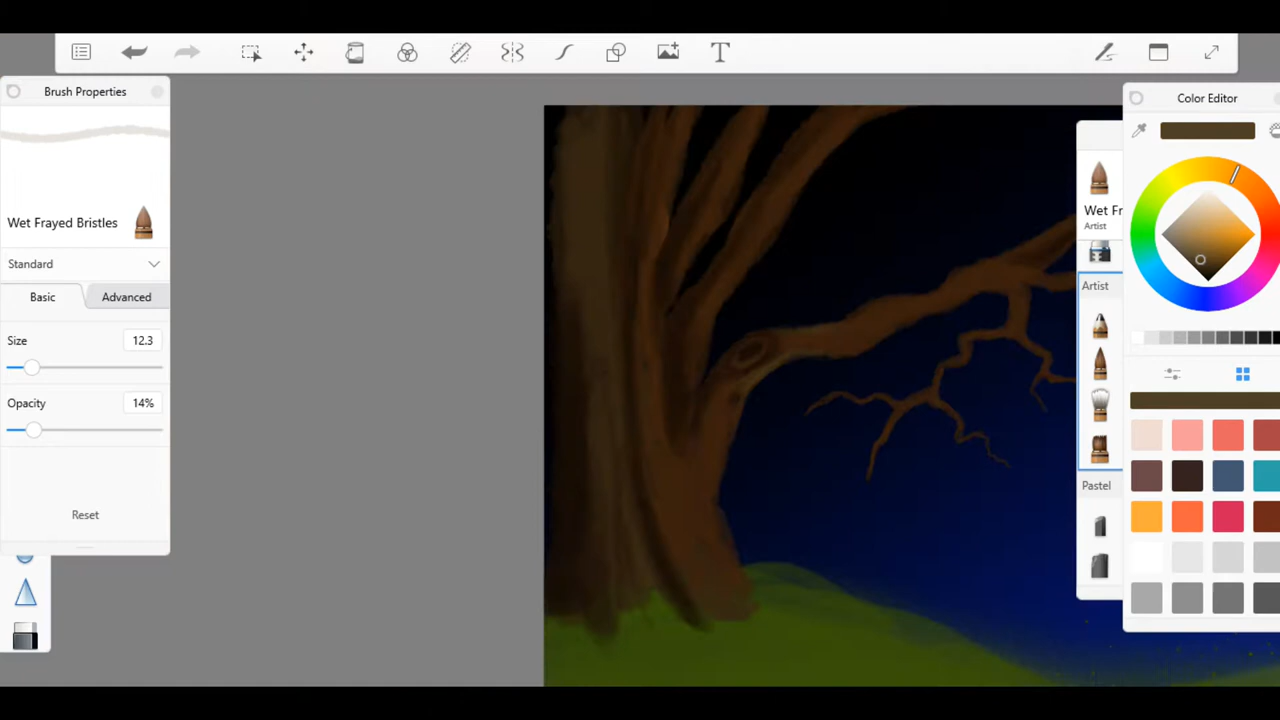 T
Brush Properties
Wet Frayed Bristles
Standard
Basic
Advanced
Size
12.3
Opacity
14%
Reset
Wet Fr
Artist
Artist
Pastel
Color Editor